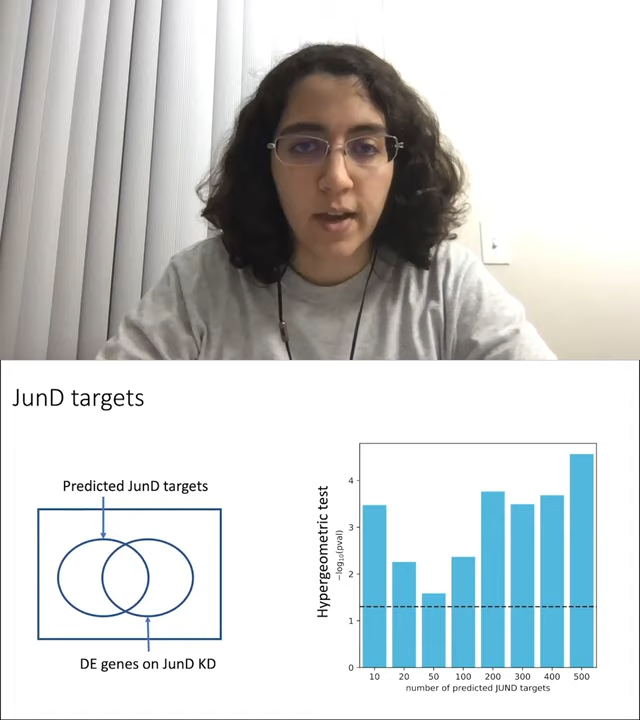 JunD targets
Predicted JunD targets
DE genes on JunD KD
Hypergeometric test
−log₁₀(pval)
4
3
2
1
0
10 20 50 100 200 300 400 500
number of predicted JUND targets